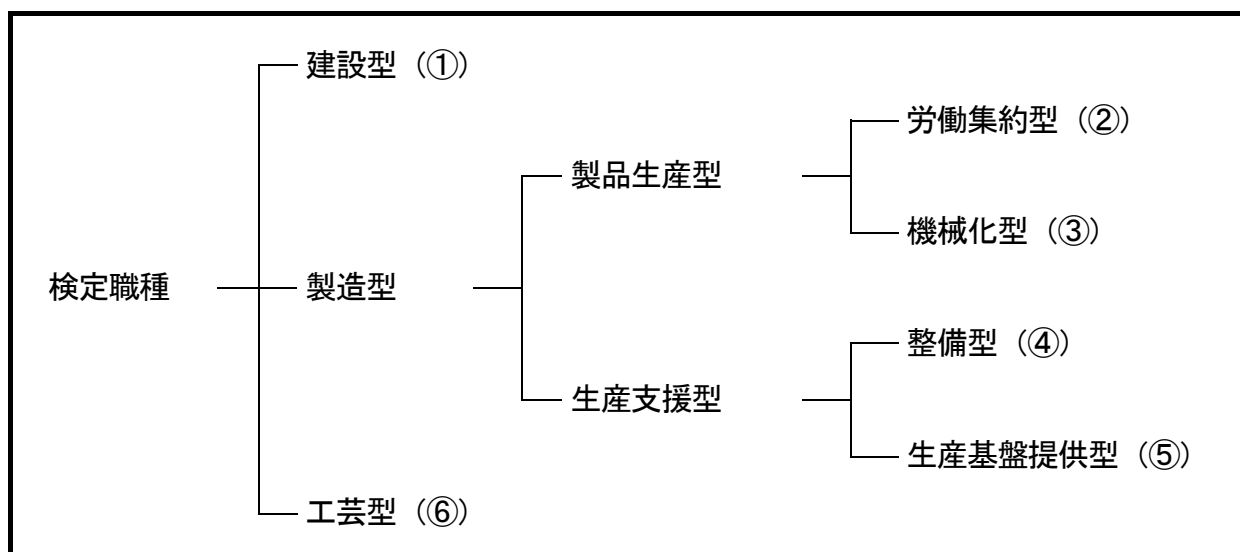 建設型（①）
労働集約型（②）
製品生産型
機械化型（③）
検定職種
製造型
整備型（④）
生産支援型
生産基盤提供型（⑤）
工芸型（⑥）